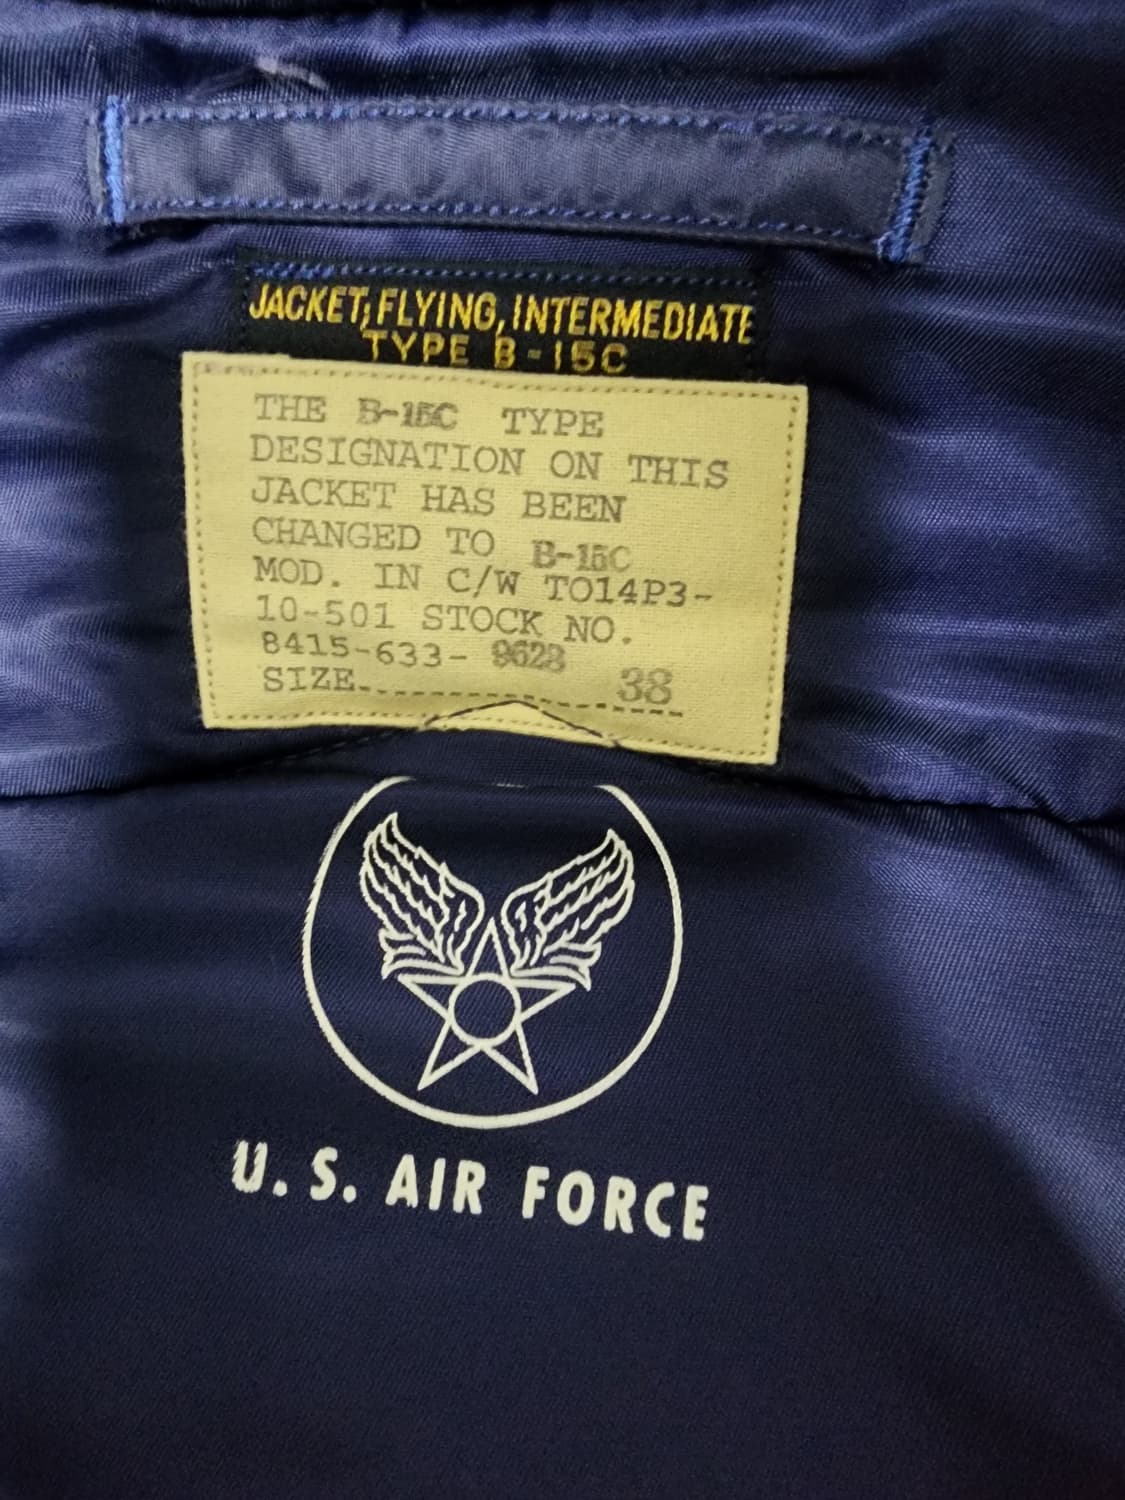 JACKET, FLYING, INTERMEDIATE
TYPE B-15C
THE B-15C TYPE
DESIGNATION ON THIS
JACKET HAS BEEN
CHANGED TO B-15C
MOD. IN C/W TO14P3-
10-501 STOCK NO.
8415-633- 9628
SIZE 38
U. S. AIR FORCE